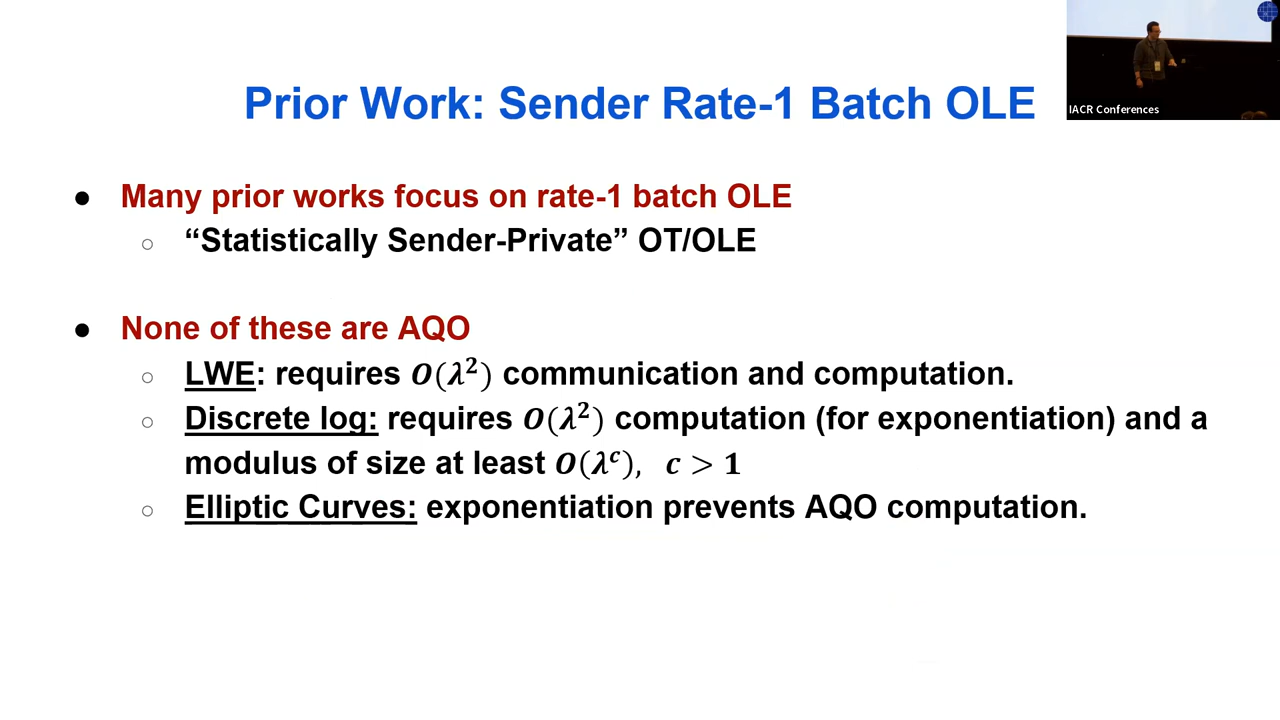 Prior Work: Sender Rate-1 Batch OLE
IACR Conferences
● Many prior works focus on rate-1 batch OLE
○ “Statistically Sender-Private” OT/OLE
● None of these are AQO
○ LWE: requires O(λ²) communication and computation.
○ Discrete log: requires O(λ²) computation (for exponentiation) and a
modulus of size at least O(λᶜ), c > 1
○ Elliptic Curves: exponentiation prevents AQO computation.